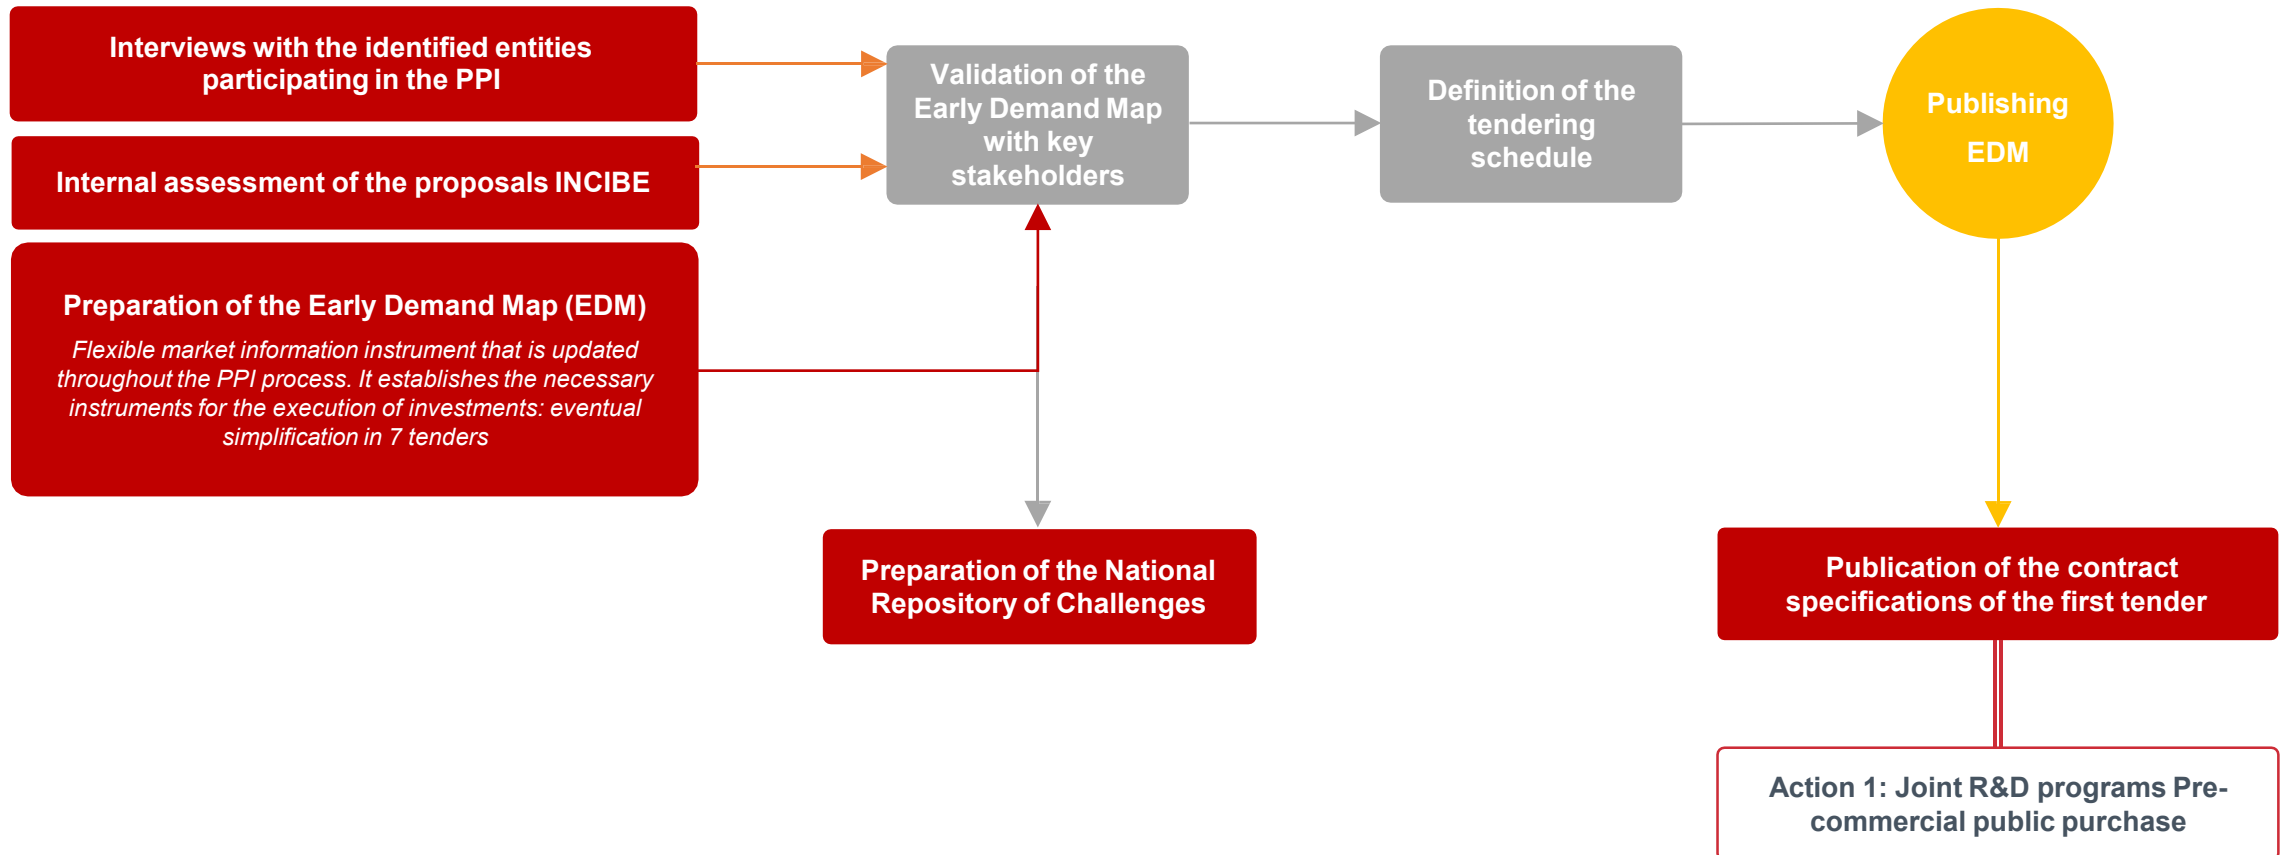 Interviews with the identified entities
participating in the PPI
Internal assessment of the proposals INCIBE
Preparation of the Early Demand Map (EDM)
Flexible market information instrument that is updated
throughout the PPI process. It establishes the necessary
instruments for the execution of investments: eventual
simplification in 7 tenders
Validation of the
Early Demand Map
with key
stakeholders
Definition of the
tendering
schedule
Publishing
EDM
Preparation of the National
Repository of Challenges
Publication of the contract
specifications of the first tender
Action 1: Joint R&D programs Pre-
commercial public purchase